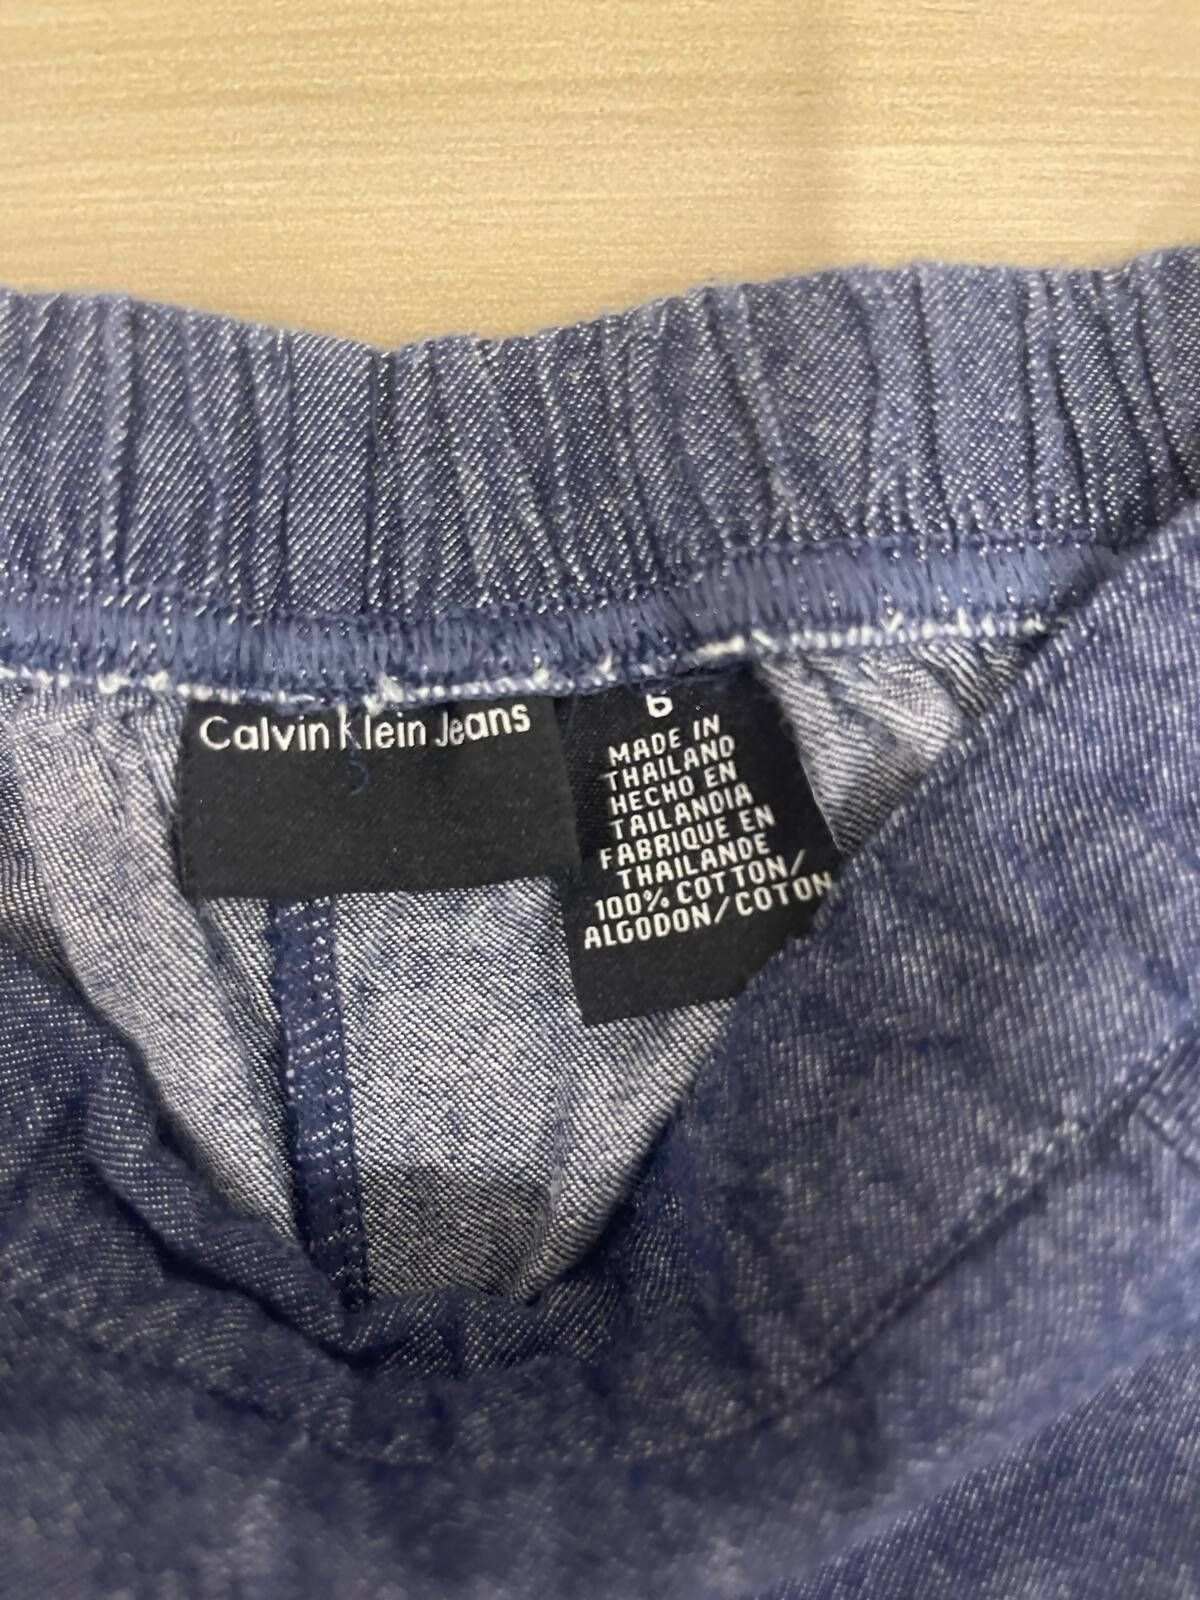 Calvin Klein Jeans
6
MADE IN
THAILAND
HECHO EN
TAILANDIA
FABRIQUE EN
THAILANDE
100% COTTON/
ALGODON/COTON